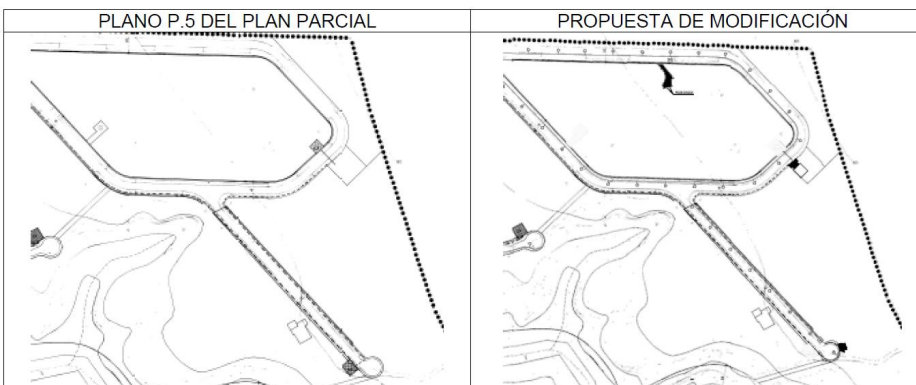 PLANO P.5 DEL PLAN PARCIAL
PROPUESTA DE MODIFICACIÓN